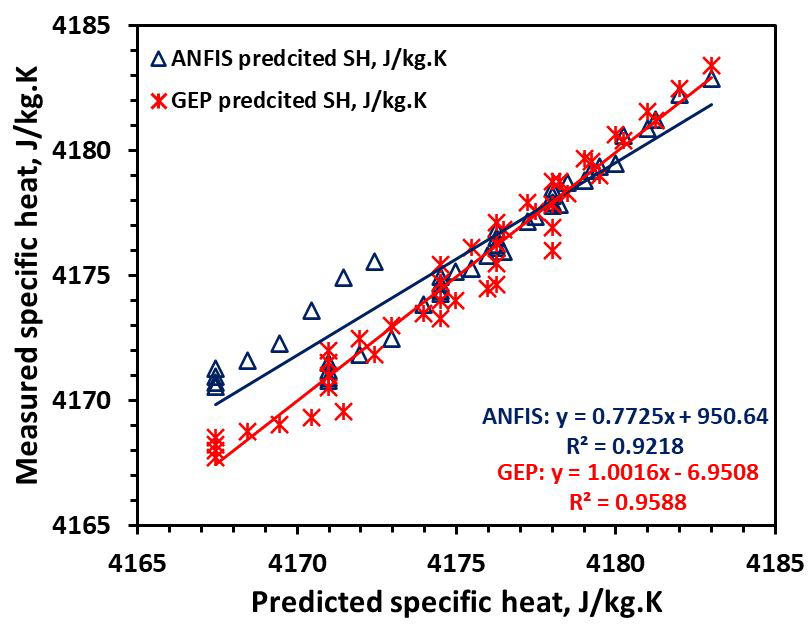 4185
ANFIS predcited SH, J/kg.K
GEP predcited SH, J/kg.K
4180
4175
4170
4165
Measured specific heat, J/kg.K
ANFIS: y = 0.7725x + 950.64
R² = 0.9218
GEP: y = 1.0016x - 6.9508
R² = 0.9588
4165 4170 4175 4180 4185
Predicted specific heat, J/kg.K